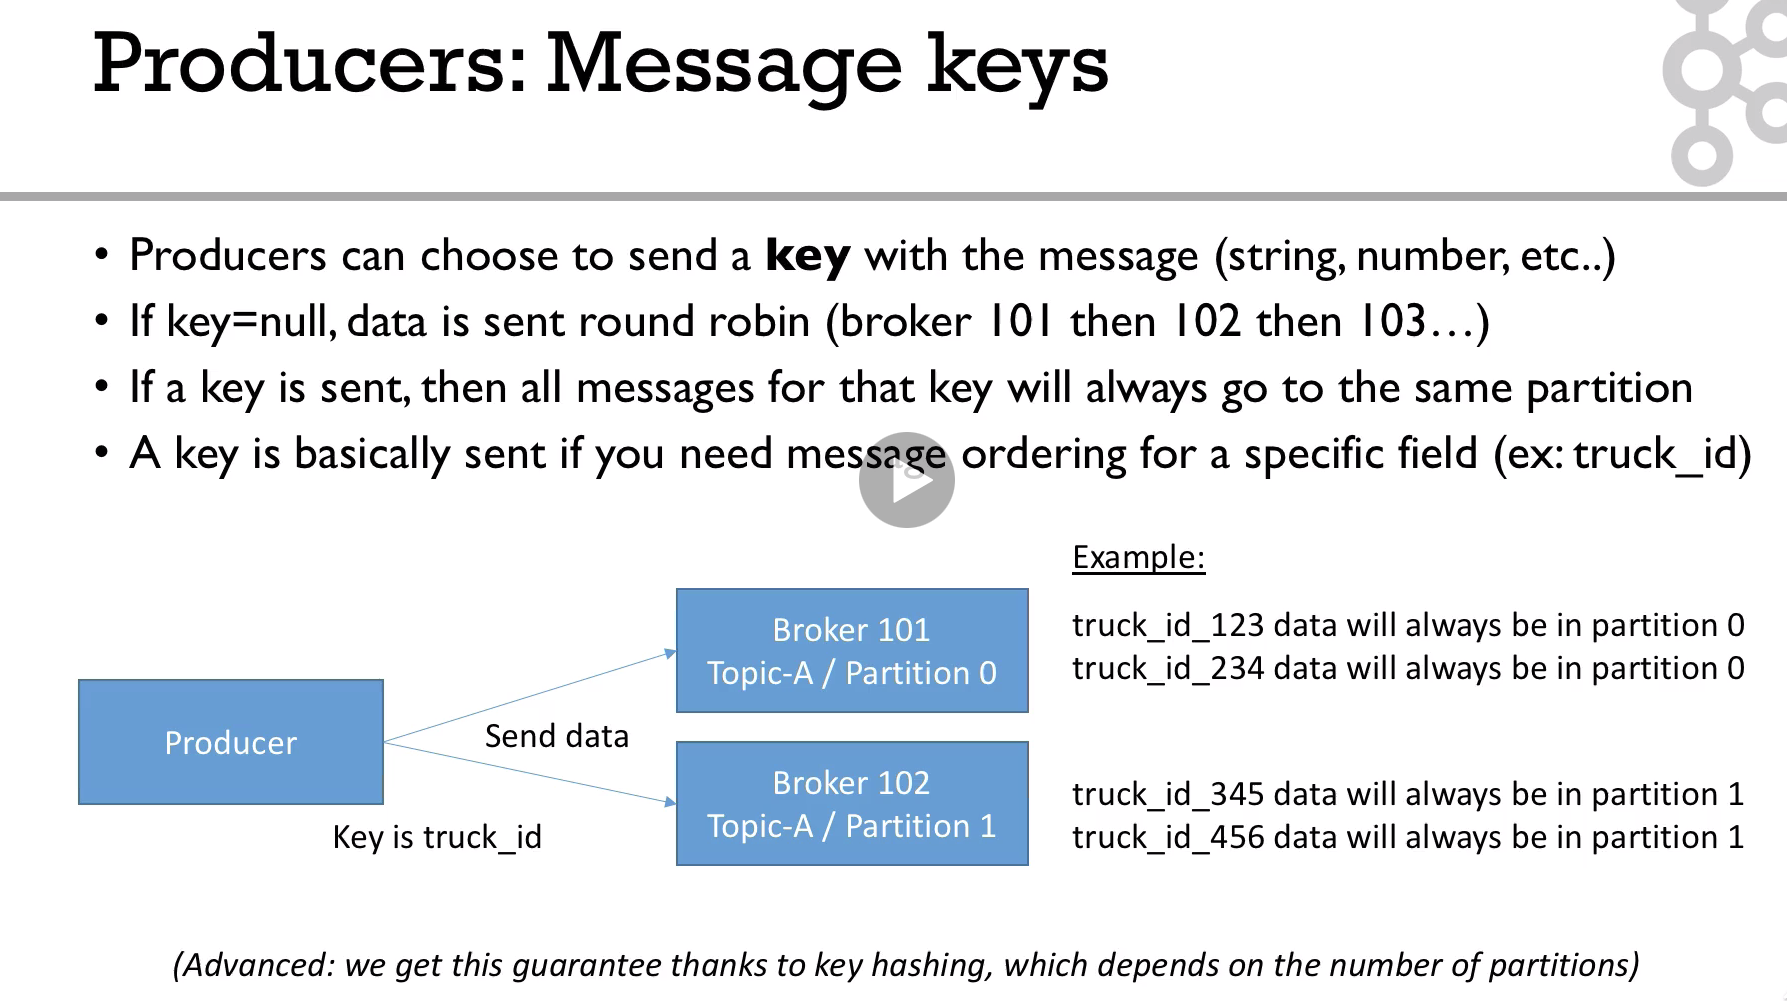 Producers: Message keys
• Producers can choose to send a key with the message (string, number, etc..)
• If key=null, data is sent round robin (broker 101 then 102 then 103…)
• If a key is sent, then all messages for that key will always go to the same partition
• A key is basically sent if you need message ordering for a specific field (ex: truck_id)
Producer
Send data
Key is truck_id
Broker 101
Topic-A / Partition 0
Broker 102
Topic-A / Partition 1
Example:
truck_id_123 data will always be in partition 0
truck_id_234 data will always be in partition 0
truck_id_345 data will always be in partition 1
truck_id_456 data will always be in partition 1
(Advanced: we get this guarantee thanks to key hashing, which depends on the number of partitions)